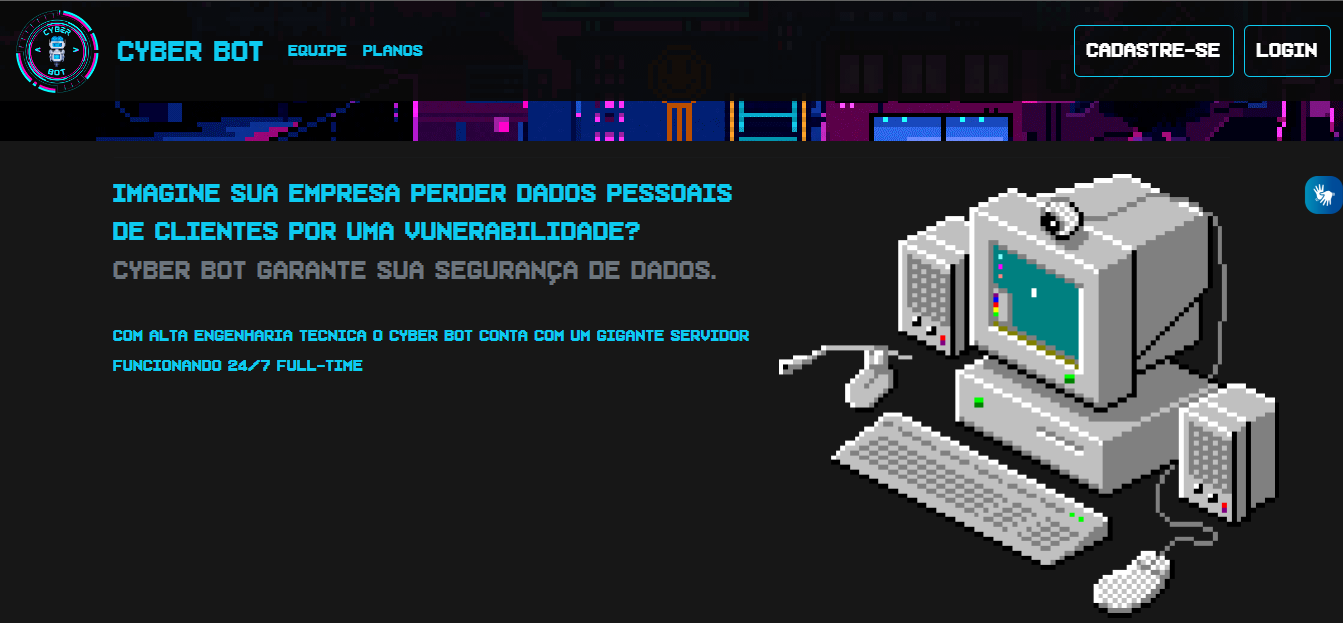 CYBER
BOT
CYBER BOT
EQUIPE
PLANOS
CADASTRE-SE
LOGIN
IMAGINE SUA EMPRESA PERDER DADOS PESSOAIS
DE CLIENTES POR UMA VUNERABILIDADE?
CYBER BOT GARANTE SUA SEGURANÇA DE DADOS.
COM ALTA ENGENHARIA TECNICA O CYBER BOT CONTA COM UM GIGANTE SERVIDOR
FUNCIONANDO 24/7 FULL-TIME